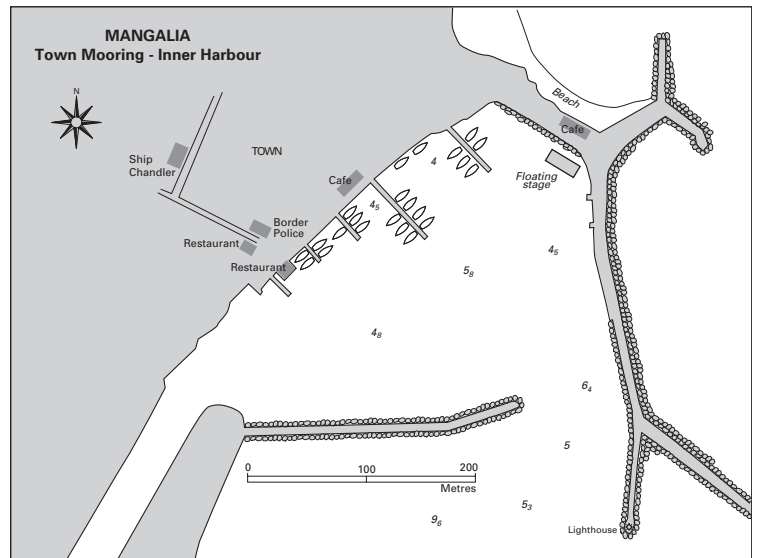 MANGALIA
Town Mooring - Inner Harbour
N
Beach
Cafe
Ship
Chandler
TOWN
4
Floating
stage
Cafe
4₅
Border
Police
Restaurant
4₅
Restaurant
5₈
4₈
6₄
5
0 100 200
Metres
5₃
9₆
Lighthouse